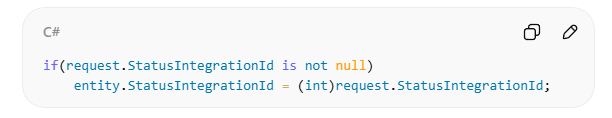 C#
if(request.StatusIntegrationId is not null)
    entity.StatusIntegrationId = (int)request.StatusIntegrationId;